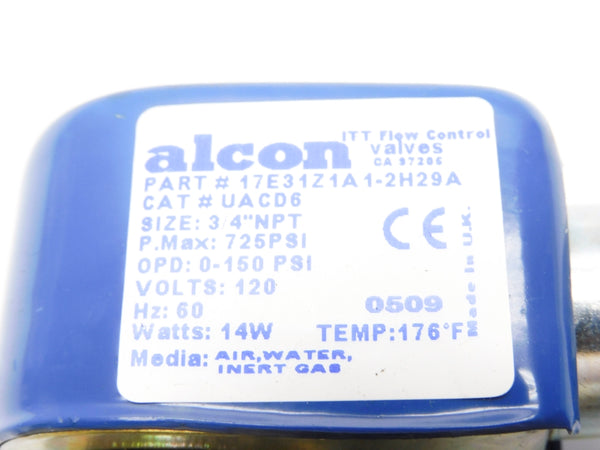 alcon
ITT Flow Control
valves
CA 97206
PART # 17E31Z1A1-2H29A
CAT # UACD6
SIZE: 3/4"NPT
P.Max: 725PSI
OPD: 0-150 PSI
VOLTS: 120
Hz: 60
Watts: 14W
Media: AIR,WATER,
INERT GAS
CE
0509
TEMP:176°F
Made In U.K.